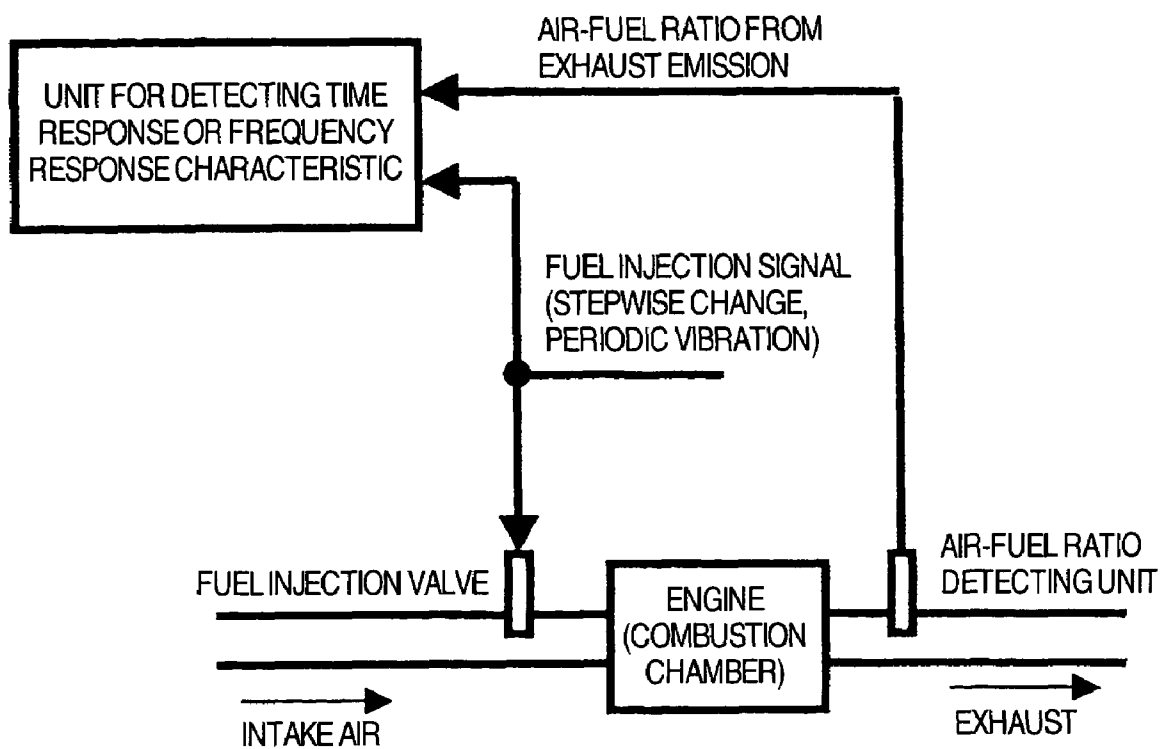 AIR-FUEL RATIO FROM
EXHAUST EMISSION
UNIT FOR DETECTING TIME
RESPONSE OR FREQUENCY
RESPONSE CHARACTERISTIC
FUEL INJECTION SIGNAL
(STEPWISE CHANGE,
PERIODIC VIBRATION)
FUEL INJECTION VALVE
ENGINE
(COMBUSTION
CHAMBER)
AIR-FUEL RATIO
DETECTING UNIT
INTAKE AIR
EXHAUST